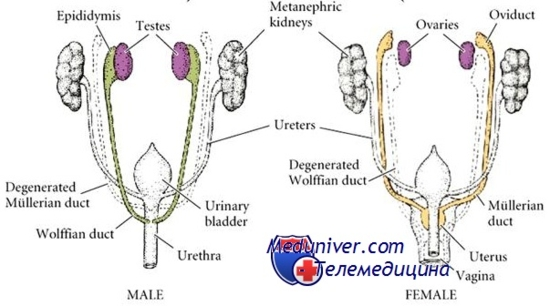 Epididymis
Testes
Metanephric
kidneys
Ovaries
Oviduct
Ureters
Degenerated
Müllerian duct
Wolffian duct
Urinary
bladder
Urethra
MALE
Degenerated
Wolffian duct
Müllerian
duct
Uterus
Vagina
FEMALE
Meduniver.com
Телемедицина